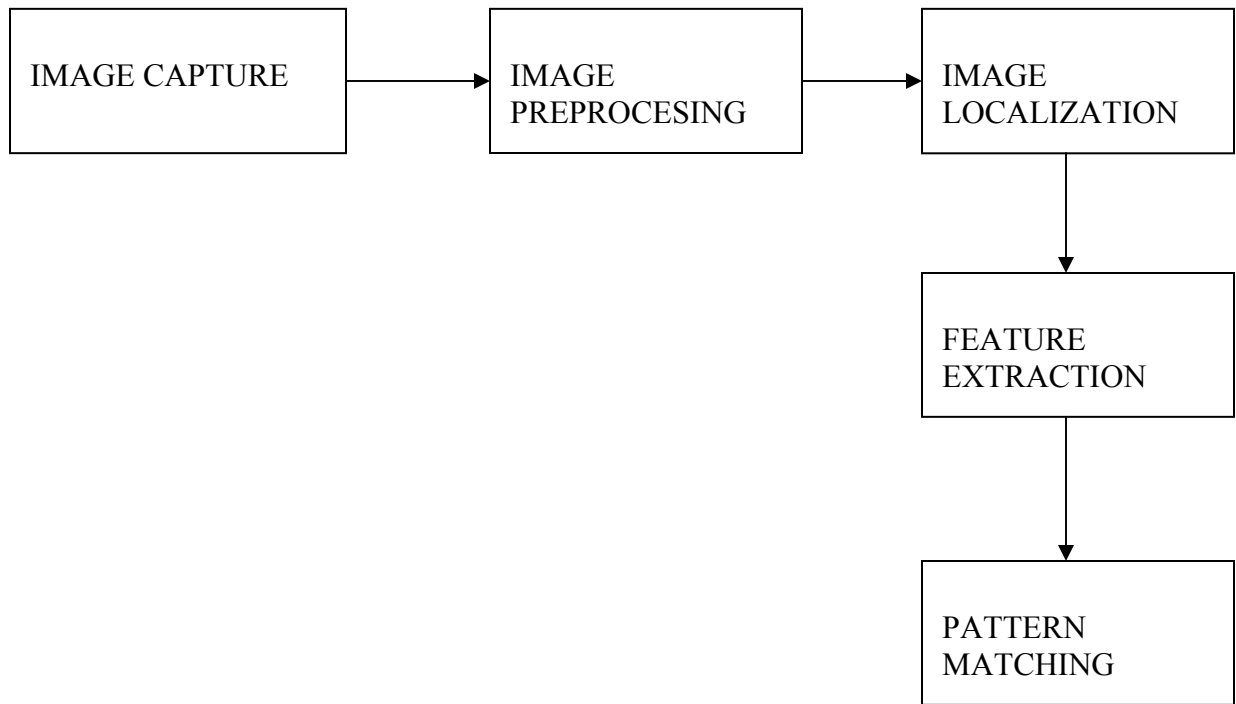 IMAGE CAPTURE
IMAGE
PREPROCESING
IMAGE
LOCALIZATION
FEATURE
EXTRACTION
PATTERN
MATCHING